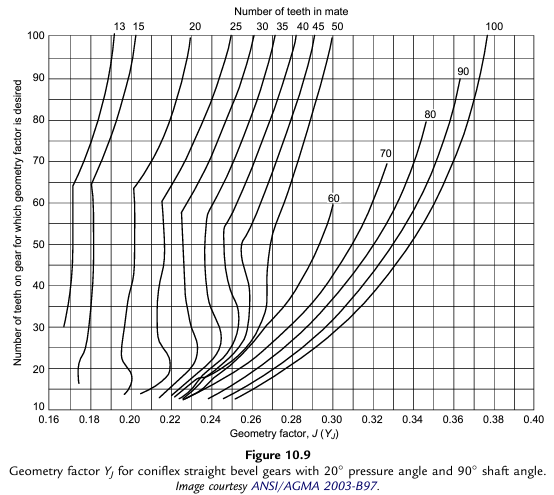 Number of teeth in mate
13 15 20 25 30 35 40 45 50 100
100
90
80
70
60
50
40
30
20
10
Number of teeth on gear for which geometry factor is desired
90
80
70
60
0.16 0.18 0.20 0.22 0.24 0.26 0.28 0.30 0.32 0.34 0.36 0.38 0.40
Geometry factor, J (YJ)
Figure 10.9
Geometry factor YJ for coniflex straight bevel gears with 20° pressure angle and 90° shaft angle.
Image courtesy ANSI/AGMA 2003-B97.